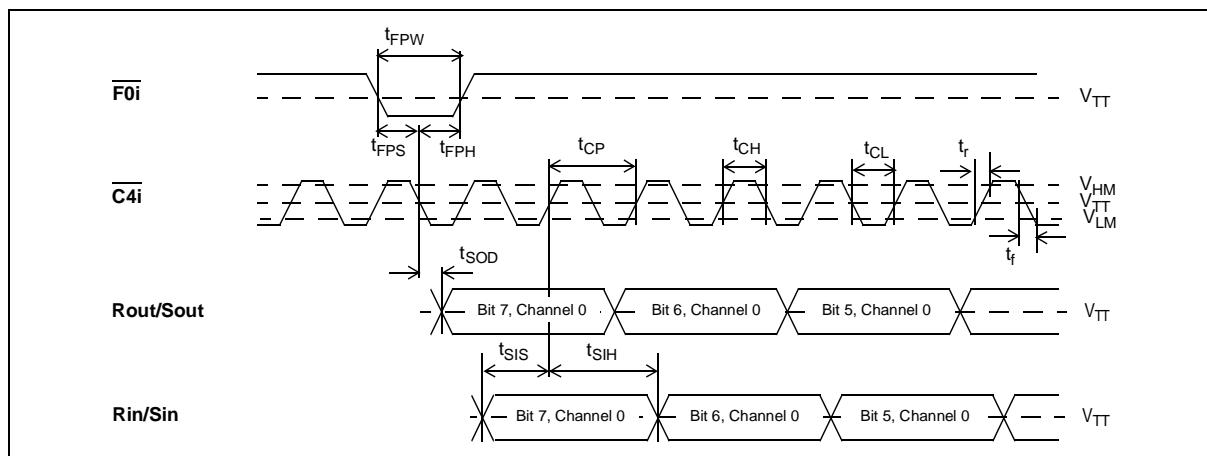 tFPW
F0i
VTT
tFPS tFPH tCP tCH tCL tr
C4i
VHM
VTT
VLM
tf
tSOD
Rout/Sout Bit 7, Channel 0 Bit 6, Channel 0 Bit 5, Channel 0 VTT
tSIS tSIH
Rin/Sin Bit 7, Channel 0 Bit 6, Channel 0 Bit 5, Channel 0 VTT